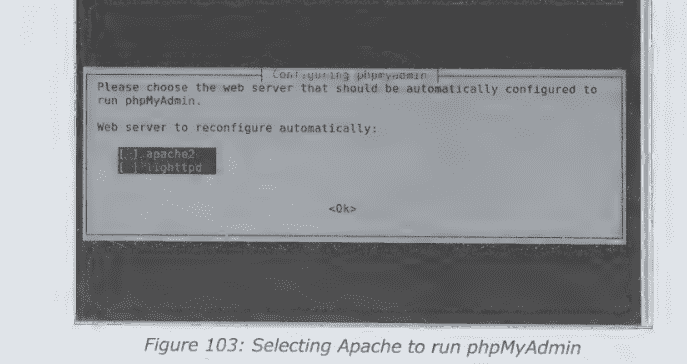 Configuring phpmyadmin
Please choose the web server that should be automatically configured to
run phpMyAdmin.
Web server to reconfigure automatically:
[ ] apache2
[ ] lighttpd
<Ok>
Figure 103: Selecting Apache to run phpMyAdmin